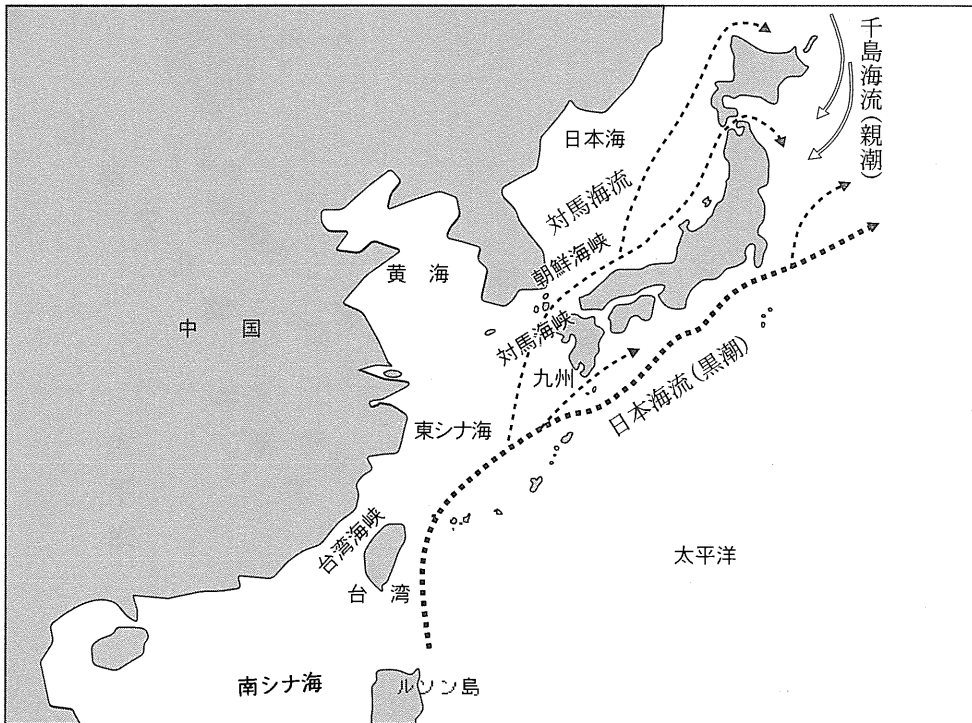 千島海流(親潮)
日本海
対馬海流
朝鮮海峡
黄海
中国
対馬海峡
九州
日本海流(黒潮)
東シナ海
台湾海峡
太平洋
台湾
南シナ海
ルソン島